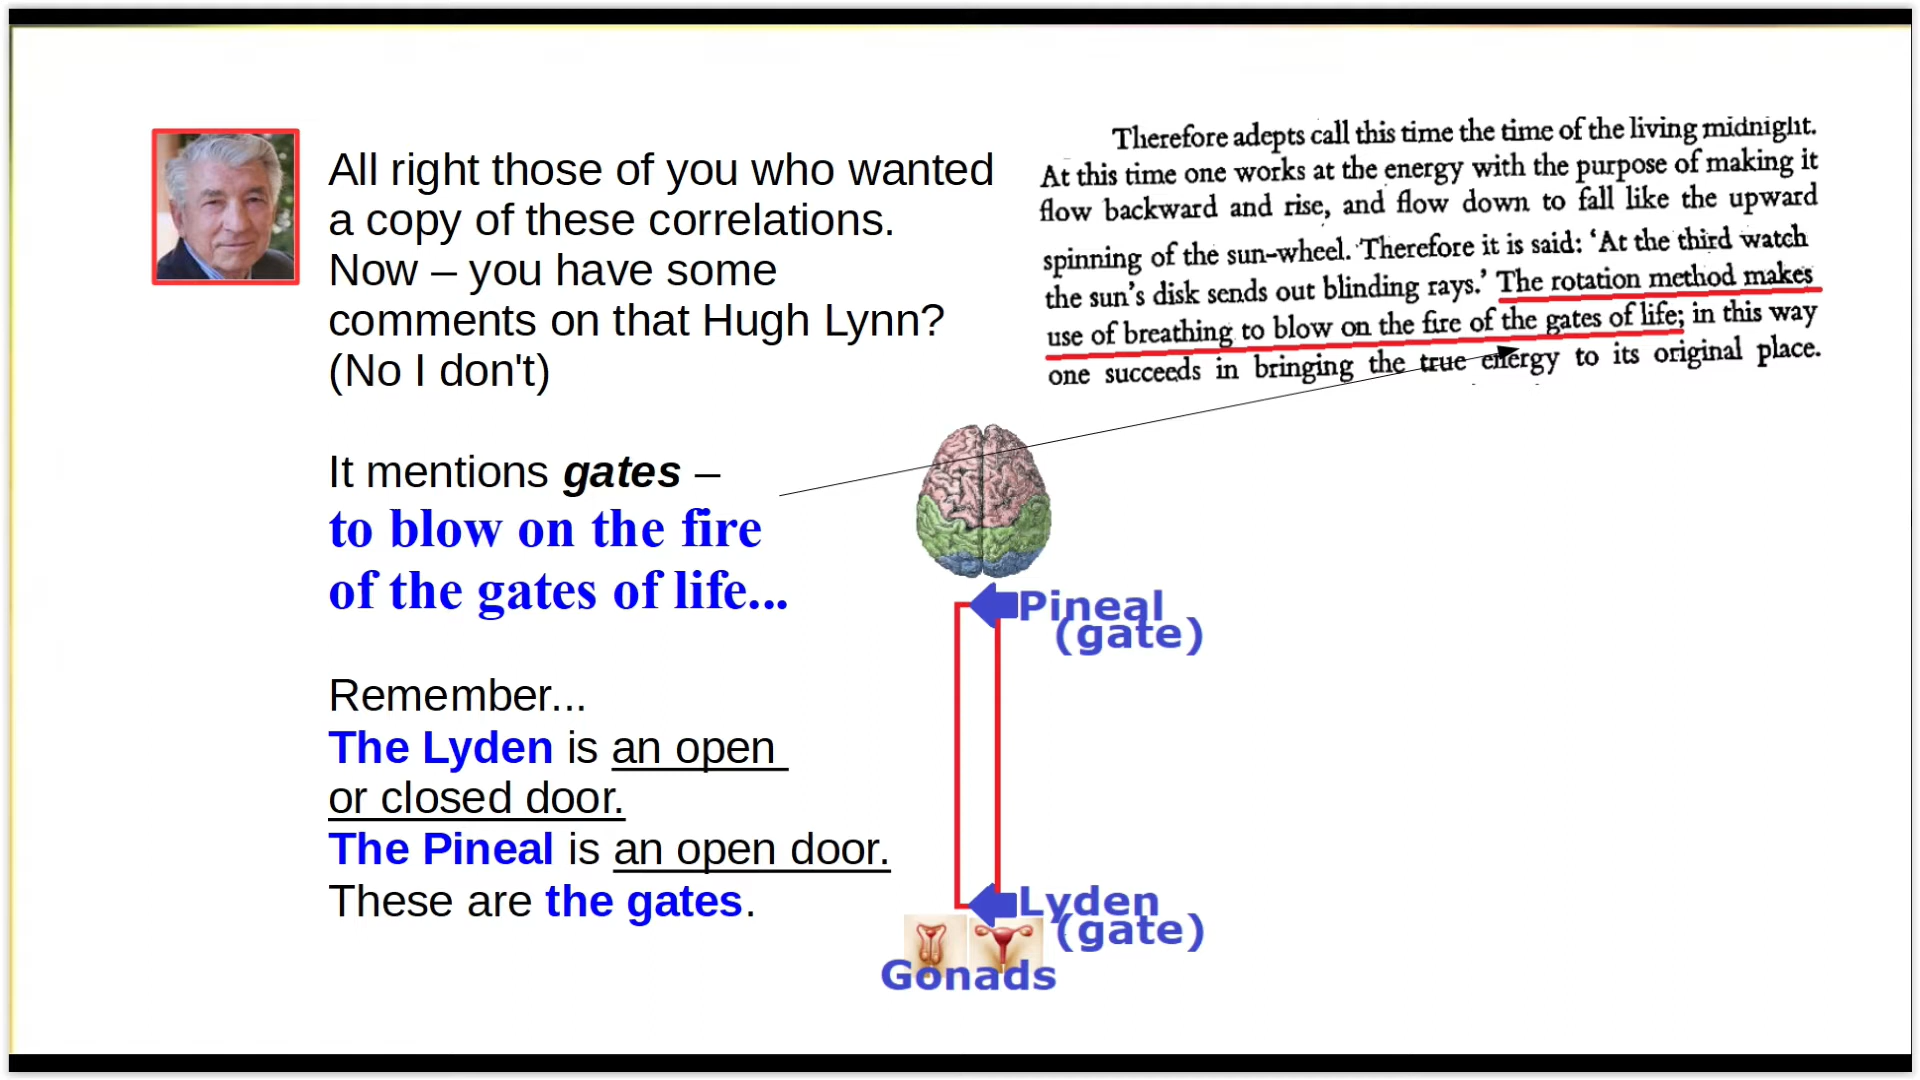 All right those of you who wanted
a copy of these correlations.
Now – you have some
comments on that Hugh Lynn?
(No I don't)
It mentions gates –
to blow on the fire
of the gates of life...
Remember...
The Lyden is an open
or closed door.
The Pineal is an open door.
These are the gates.
Therefore adepts call this time the time of the living midnight.
At this time one works at the energy with the purpose of making it
flow backward and rise, and flow down to fall like the upward
spinning of the sun-wheel. Therefore it is said: ‘At the third watch
the sun’s disk sends out blinding rays.’ The rotation method makes
use of breathing to blow on the fire of the gates of life; in this way
one succeeds in bringing the true energy to its original place.
Pineal
(gate)
Lyden
(gate)
Gonads